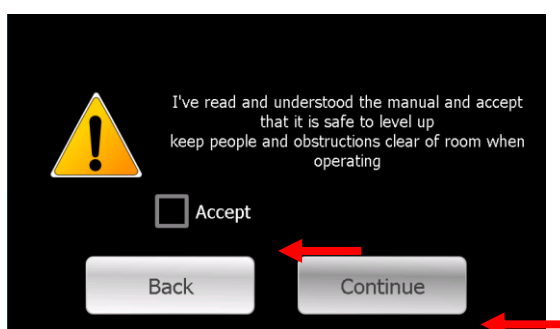 I've read and understood the manual and accept
that it is safe to level up
keep people and obstructions clear of room when
operating
Accept
Back
Continue